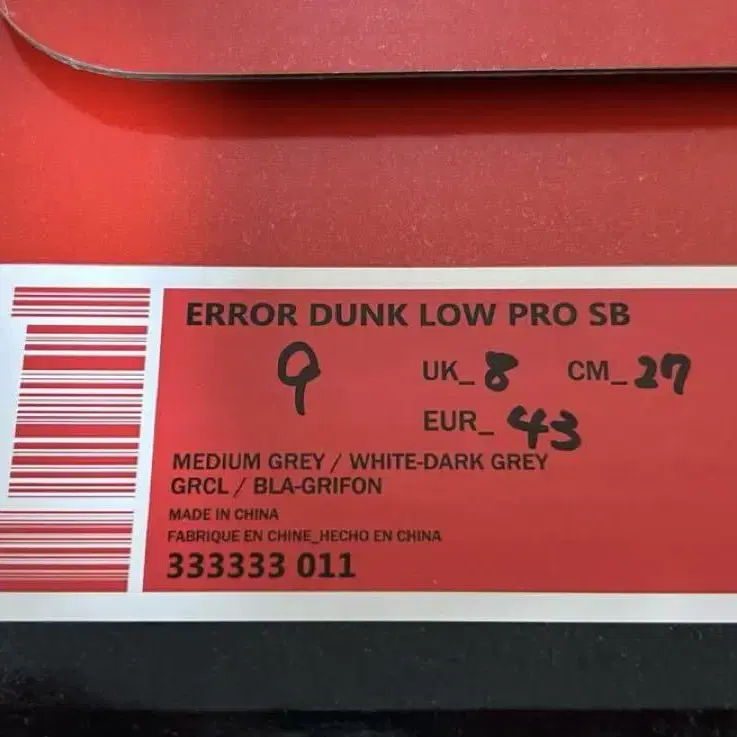 ERROR DUNK LOW PRO SB
9 UK_8 CM_27
EUR_43
MEDIUM GREY / WHITE-DARK GREY
GRCL / BLA-GRIFON
MADE IN CHINA
FABRIQUE EN CHINE_HECHO EN CHINA
333333 011